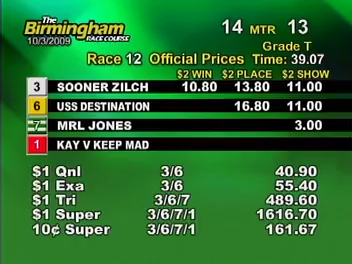 The
Birmingham
RACE COURSE
10/3/2009
14 MTR 13
Grade T
Race 12 Official Prices Time: 39.07
$2 WIN $2 PLACE $2 SHOW
3 SOONER ZILCH 10.80 13.80 11.00
6 USS DESTINATION 16.80 11.00
7 MRL JONES 3.00
1 KAY V KEEP MAD
$1 Qnl 3/6 40.90
$1 Exa 3/6 55.40
$1 Tri 3/6/7 489.60
$1 Super 3/6/7/1 1616.70
10¢ Super 3/6/7/1 161.67